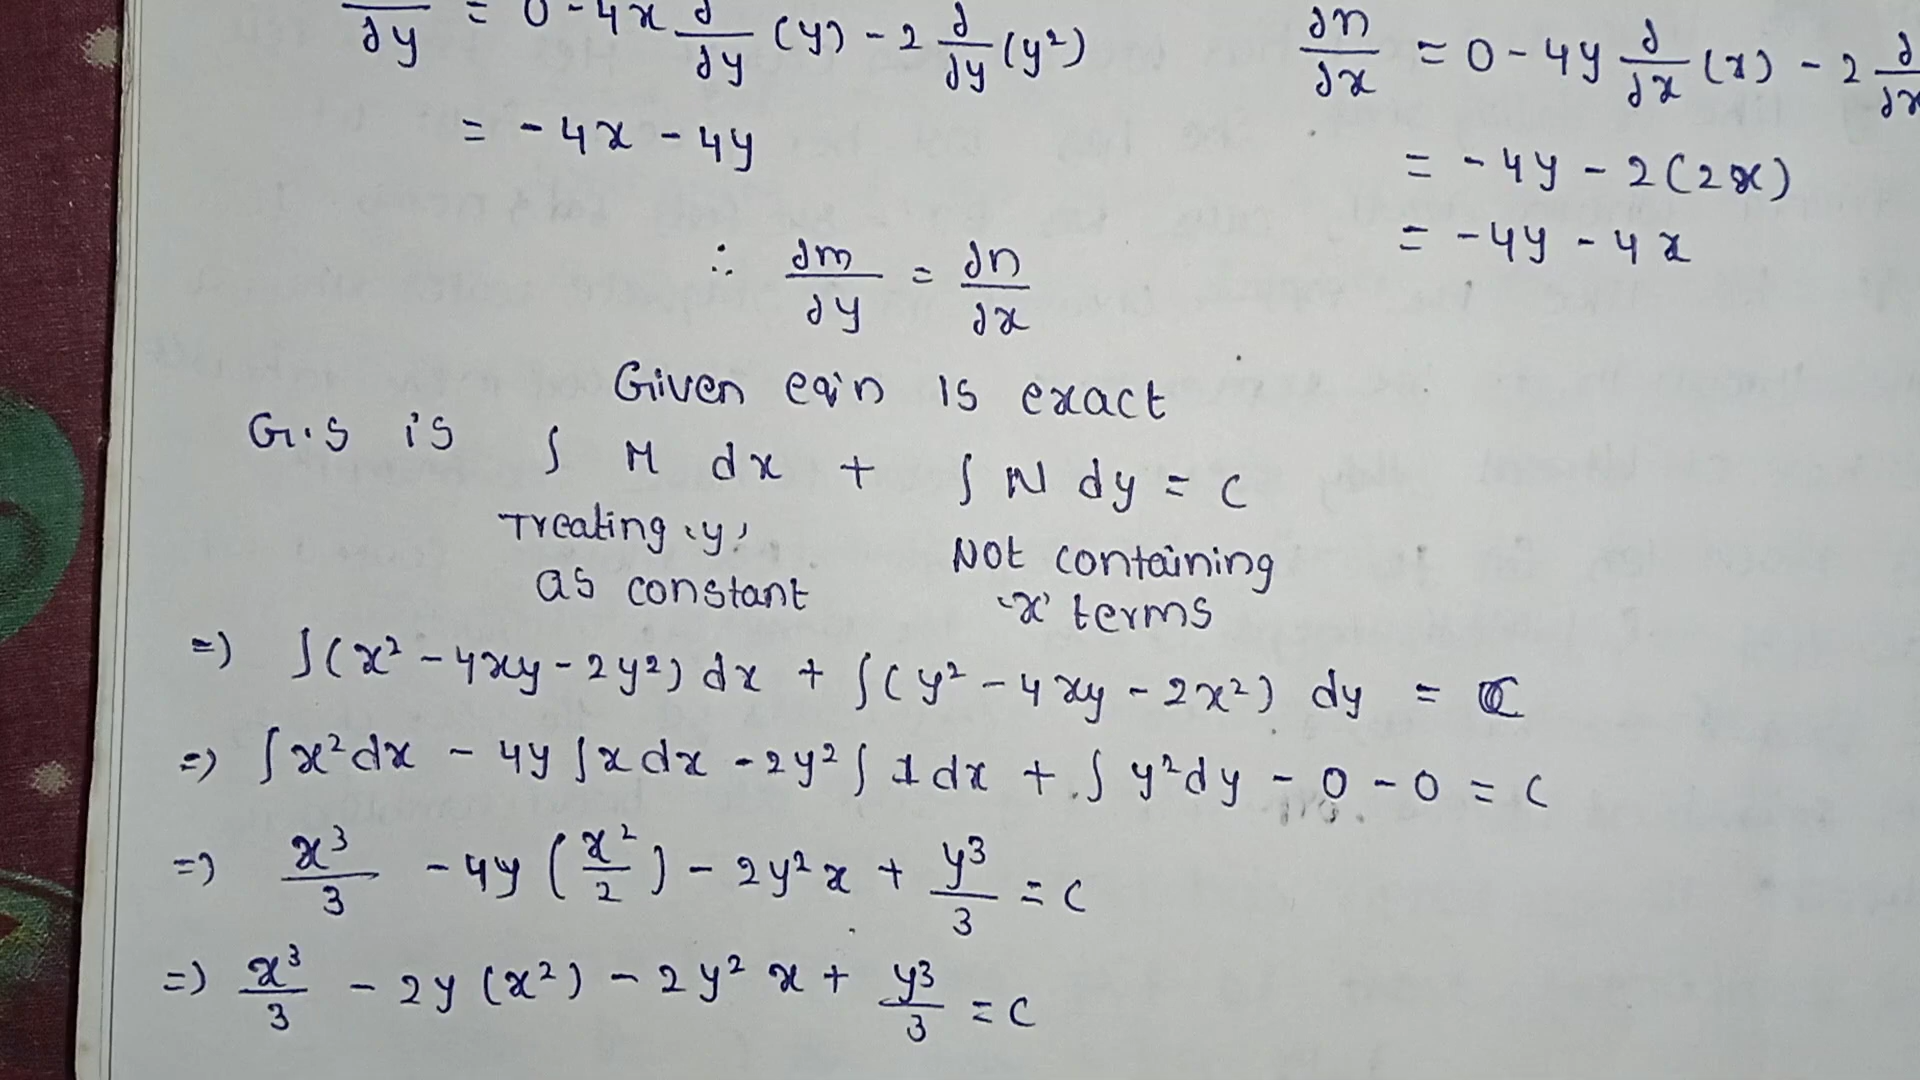 ∂y = 0 - 4x ∂/∂y (y) - 2 ∂/∂y (y²)
= - 4x - 4y
∂n/∂x = 0 - 4y ∂/∂x (x) - 2 ∂/∂x
= - 4y - 2(2x)
= - 4y - 4x
∴ ∂m/∂y = ∂n/∂x
Given eq'n is exact
G.S is ∫ M dx + ∫ N dy = C
Treating 'y' as constant
Not containing 'x' terms
=) ∫(x² - 4xy - 2y²) dx + ∫(y² - 4xy - 2x²) dy = C
=) ∫x²dx - 4y ∫x dx - 2y² ∫ 1 dx + ∫ y²dy - 0 - 0 = C
=) x³/3 - 4y (x²/2) - 2y² x + y³/3 = C
=) x³/3 - 2y (x²) - 2y² x + y³/3 = C